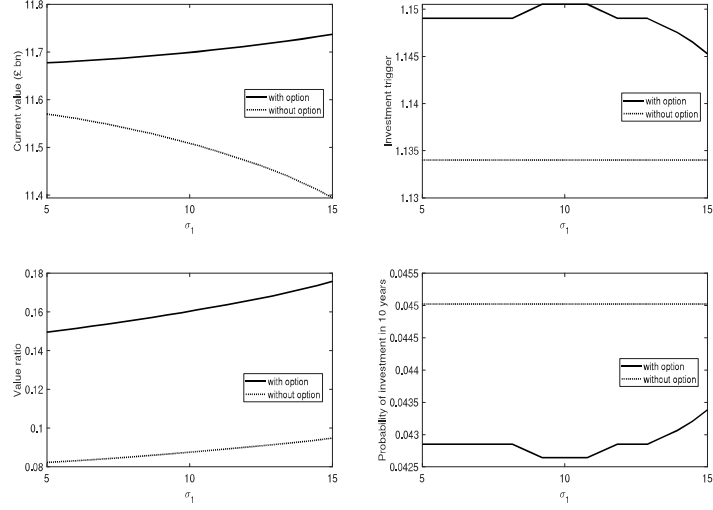 11.8
11.7
11.6
11.5
11.4
Current value (£ bn)
with option
without option
5
10
15
σ1
1.15
1.145
1.14
1.135
1.13
Investment trigger
with option
without option
5
10
15
σ1
0.18
0.16
0.14
0.12
0.1
0.08
Value ratio
with option
without option
5
10
15
σ1
0.0455
0.045
0.0445
0.044
0.0435
0.043
0.0425
Probability of investment in 10 years
with option
without option
5
10
15
σ1